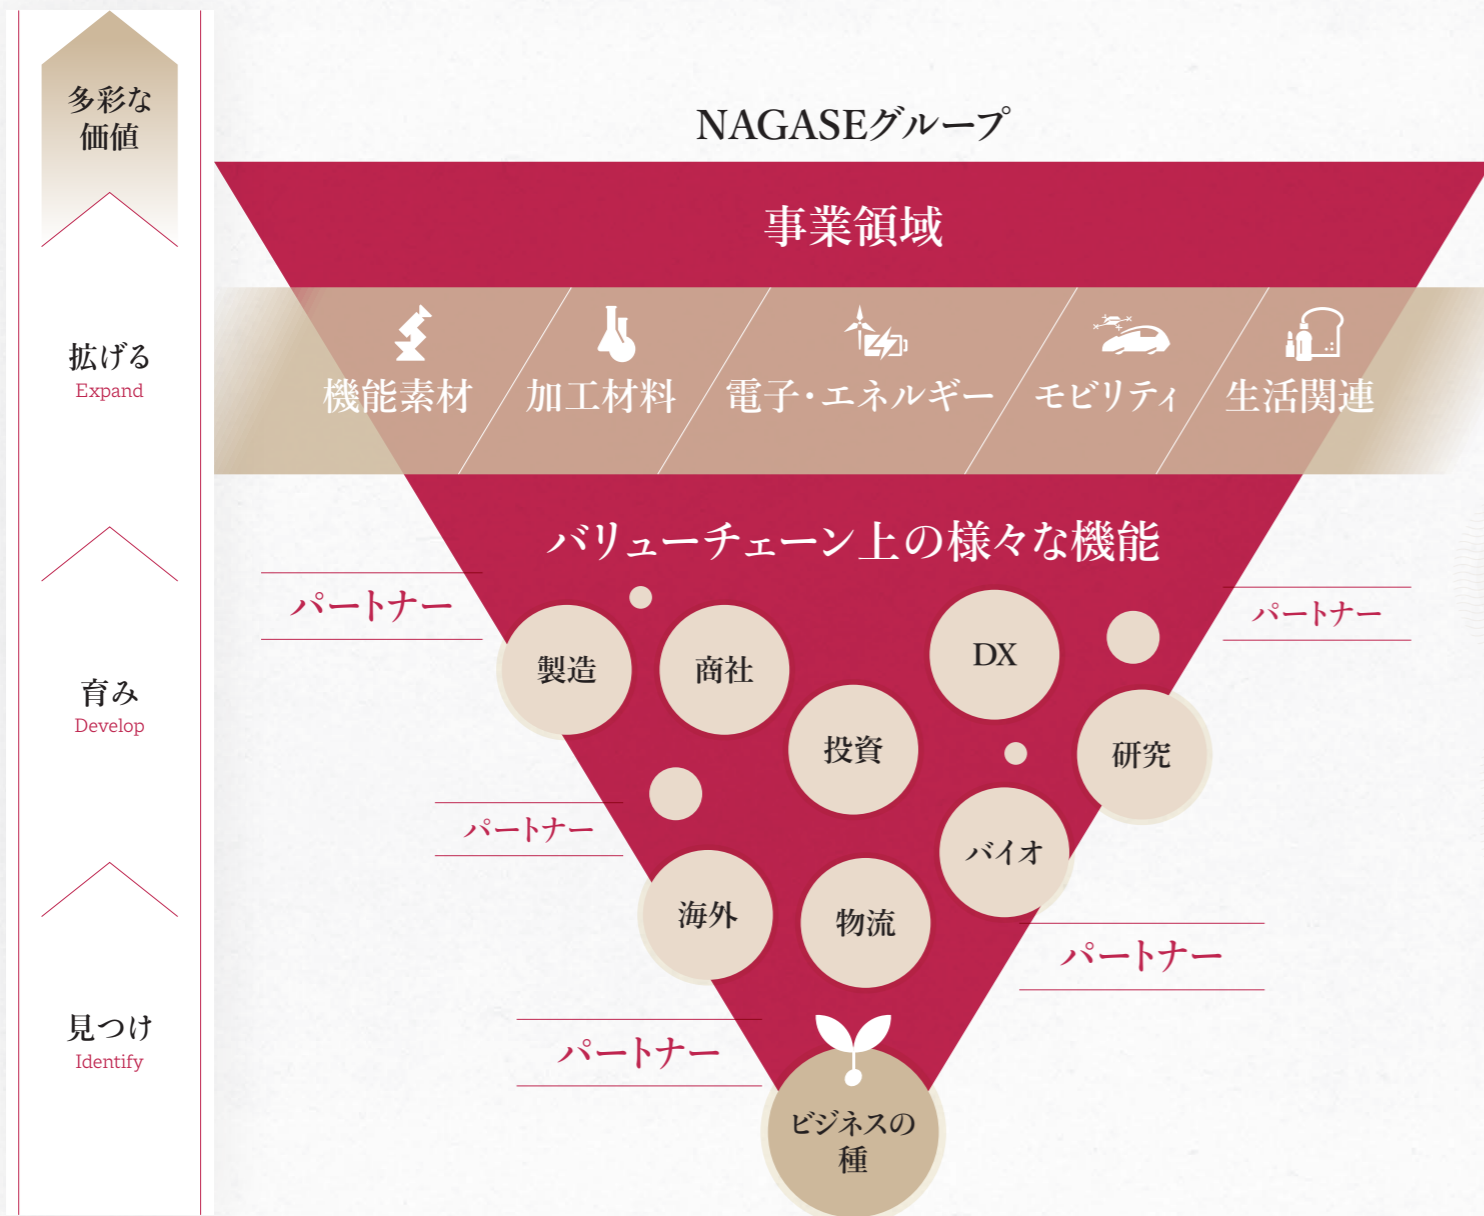 多彩な
価値
拡げる
Expand
育み
Develop
見つけ
Identify
NAGASEグループ
事業領域
機能素材
加工材料
電子・エネルギー
モビリティ
生活関連
バリューチェーン上の様々な機能
パートナー
パートナー
製造
商社
DX
投資
研究
パートナー
バイオ
海外
物流
パートナー
パートナー
ビジネスの
種